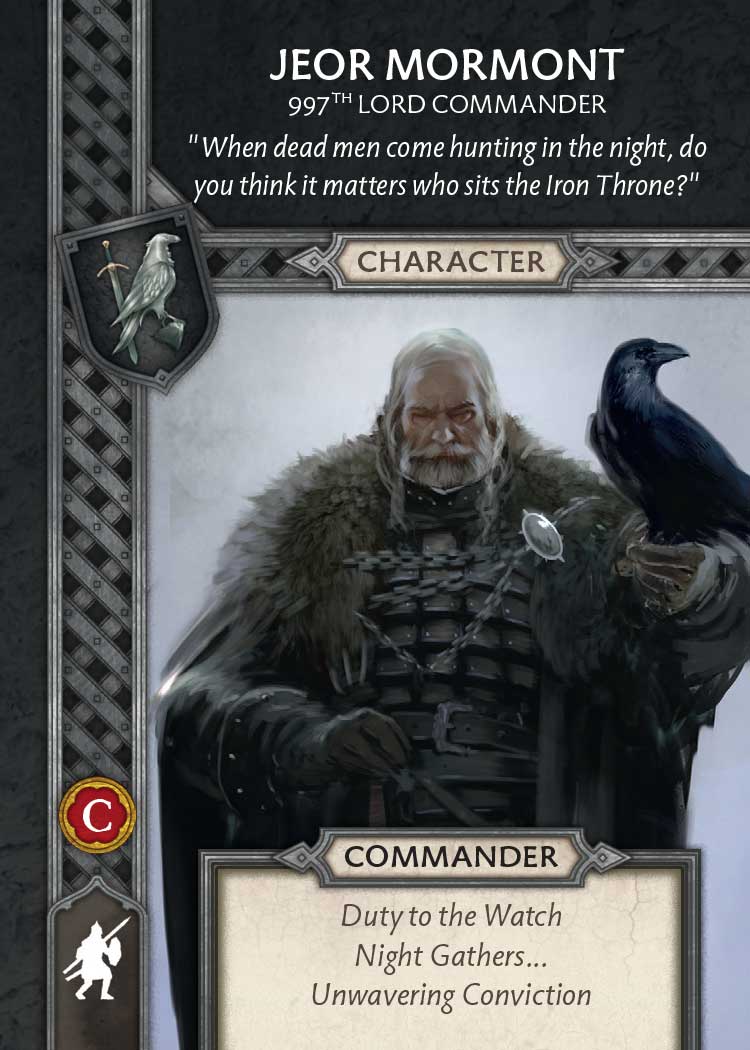 JEOR MORMONT
997TH LORD COMMANDER
"When dead men come hunting in the night, do
you think it matters who sits the Iron Throne?"
CHARACTER
C
COMMANDER
Duty to the Watch
Night Gathers...
Unwavering Conviction